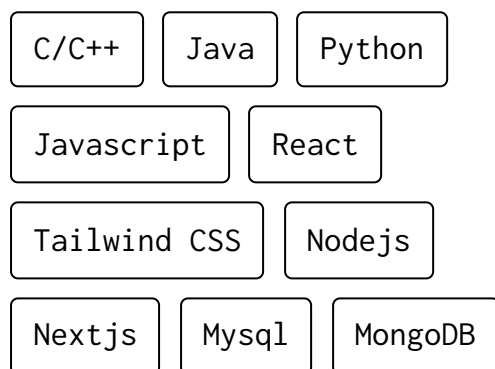 C/C++ Java Python
Javascript React
Tailwind CSS Nodejs
Nextjs Mysql MongoDB